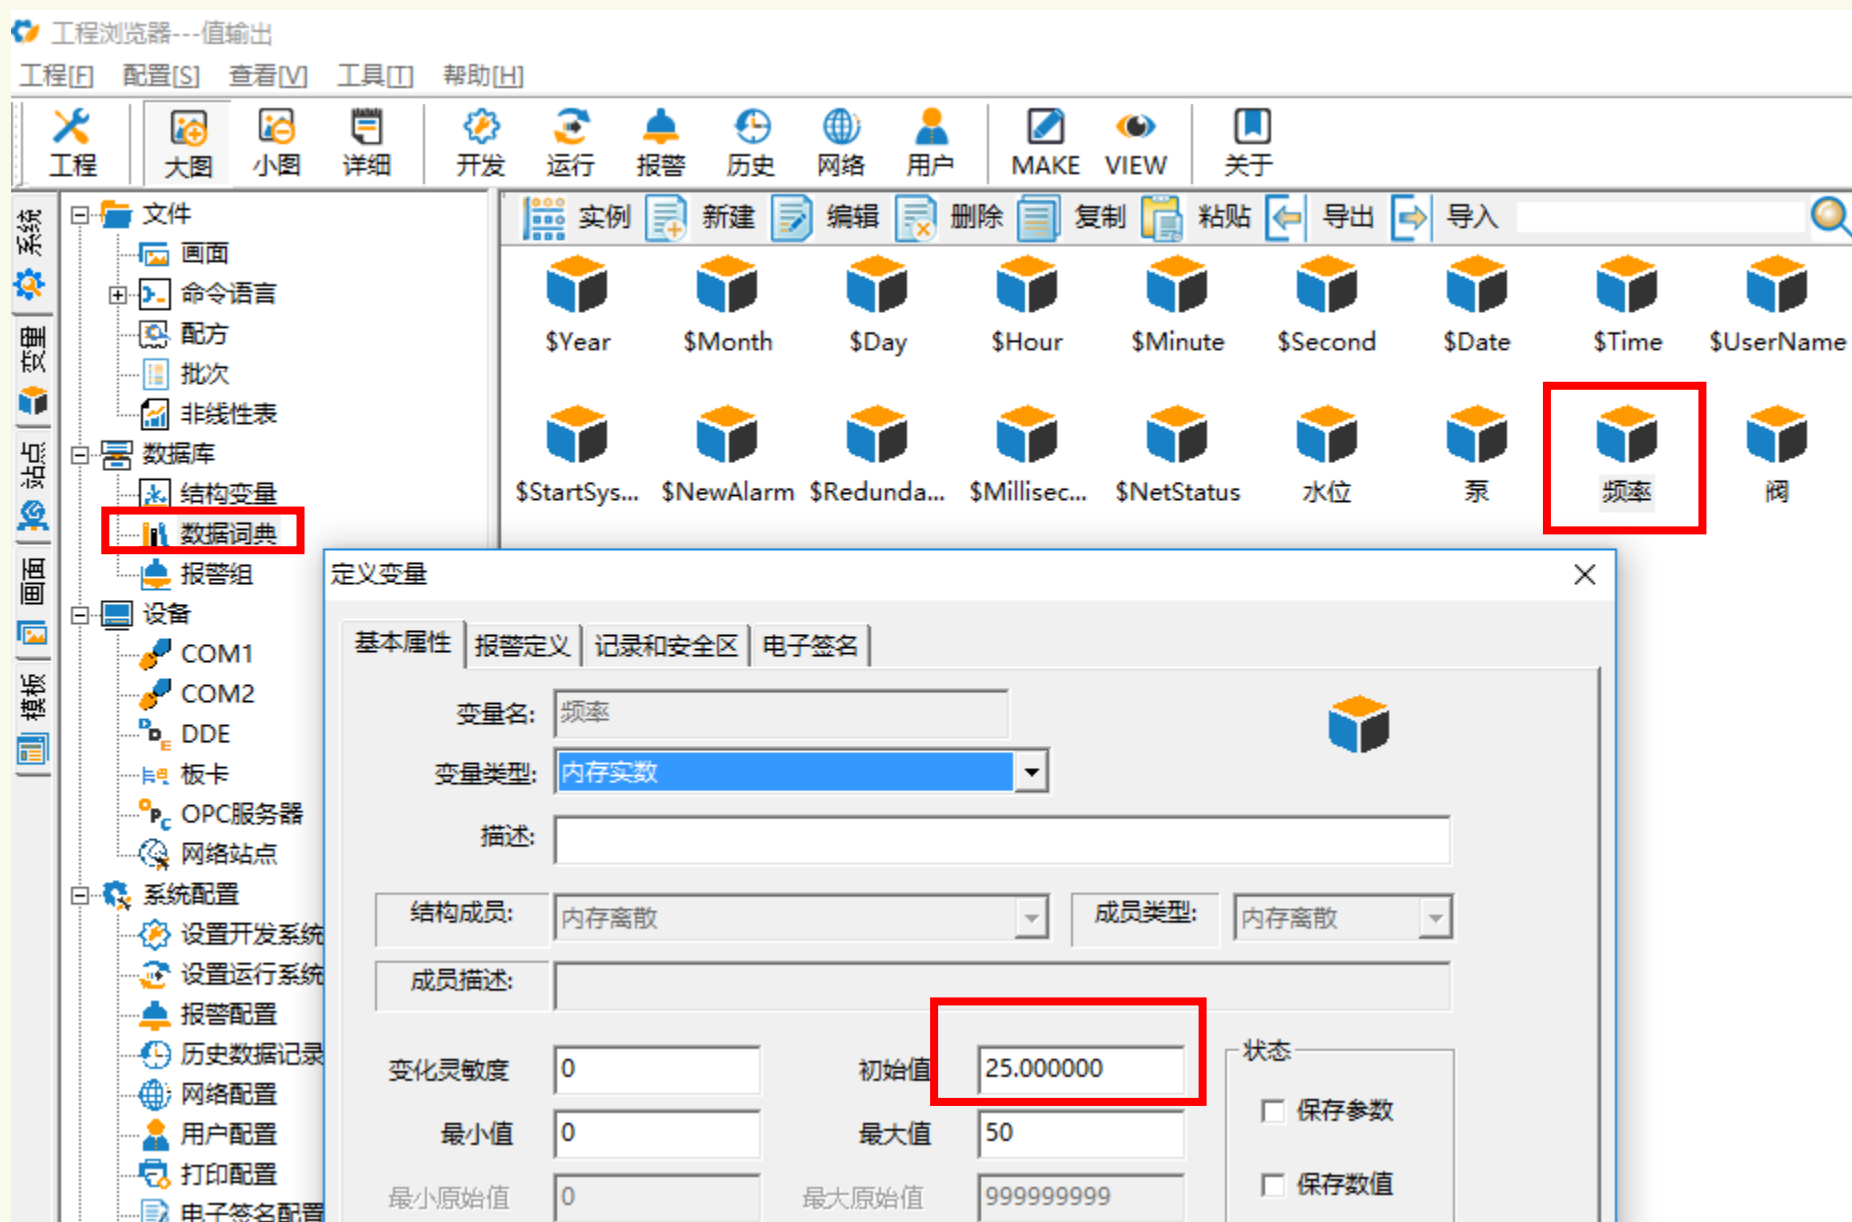 工程浏览器---值输出
工程[F] 配置[S] 查看[V] 工具[T] 帮助[H]
工程 大图 小图 详细 开发 运行 报警 历史 网络 用户 MAKE VIEW 关于
系统
变量
站点
画面
模板
文件
画面
命令语言
配方
批次
非线性表
数据库
结构变量
数据词典
报警组
设备
COM1
COM2
DDE
板卡
OPC服务器
网络站点
系统配置
设置开发系统
设置运行系统
报警配置
历史数据记录
网络配置
用户配置
打印配置
电子签名配置
实例 新建 编辑 删除 复制 粘贴 导出 导入
$Year $Month $Day $Hour $Minute $Second $Date $Time $UserName
$StartSys... $NewAlarm $Redunda... $Millisec... $NetStatus 水位 泵 频率 阀
定义变量
基本属性 报警定义 记录和安全区 电子签名
变量名: 频率
变量类型: 内存实数
描述:
结构成员: 内存离散 成员类型: 内存离散
成员描述:
变化灵敏度 0 初始值 25.000000 状态
保存参数
最小值 0 最大值 50
保存数值
最小原始值 0 最大原始值 999999999